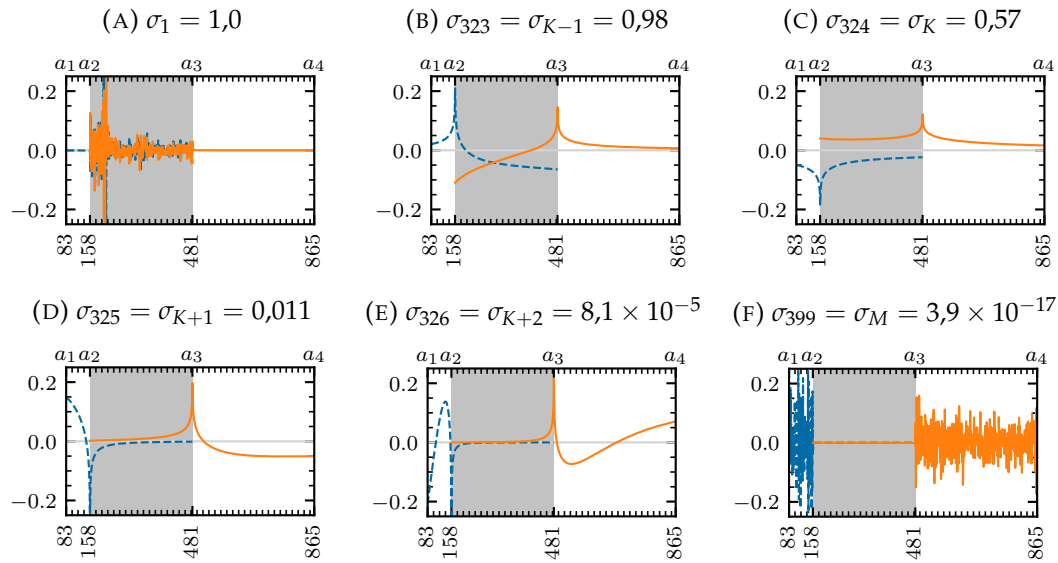 (A) σ₁ = 1,0
(B) σ₃₂₃ = σ_{K−1} = 0,98
(C) σ₃₂₄ = σ_K = 0,57
a₁ a₂ a₃ a₄
a₁ a₂ a₃ a₄
a₁ a₂ a₃ a₄
0.2
0.0
−0.2
0.2
0.0
−0.2
0.2
0.0
−0.2
83 158 481 865
83 158 481 865
83 158 481 865
(D) σ₃₂₅ = σ_{K+1} = 0,011
(E) σ₃₂₆ = σ_{K+2} = 8,1 × 10⁻⁵
(F) σ₃₉₉ = σ_M = 3,9 × 10⁻¹⁷
a₁ a₂ a₃ a₄
a₁ a₂ a₃ a₄
a₁ a₂ a₃ a₄
0.2
0.0
−0.2
0.2
0.0
−0.2
0.2
0.0
−0.2
83 158 481 865
83 158 481 865
83 158 481 865